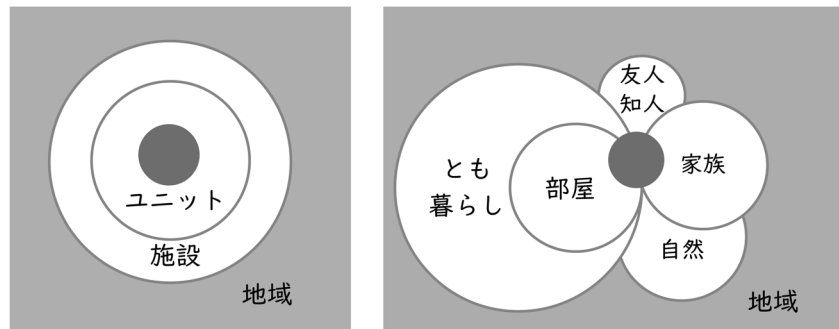 ユニット
施設
地域
友人
知人
家族
とも
暮らし
部屋
自然
地域